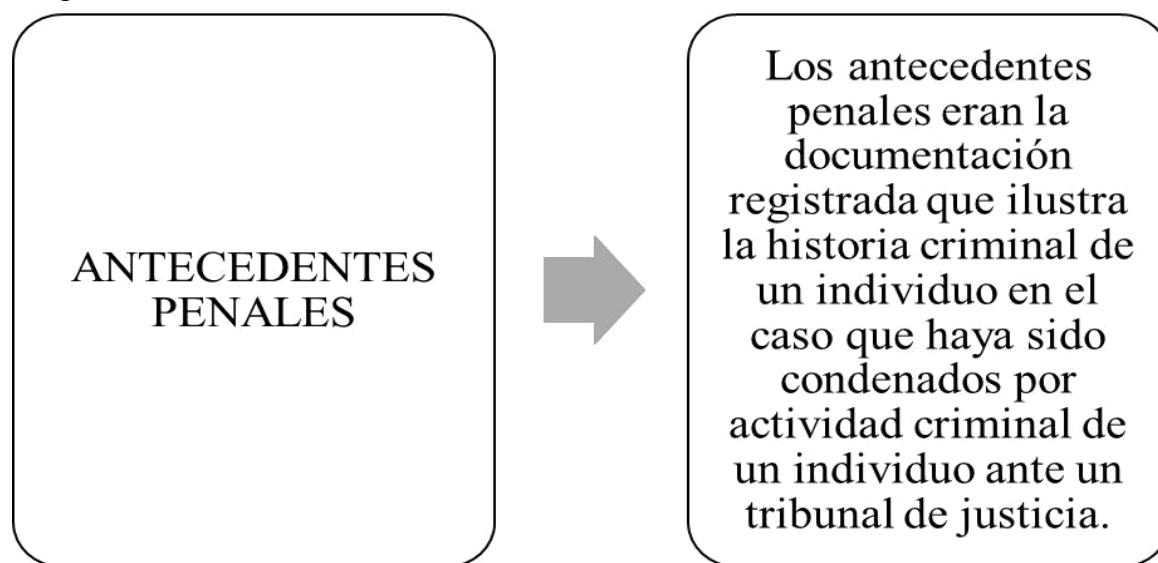 ANTECEDENTES
PENALES
Los antecedentes
penales eran la
documentación
registrada que ilustra
la historia criminal de
un individuo en el
caso que haya sido
condenados por
actividad criminal de
un individuo ante un
tribunal de justicia.